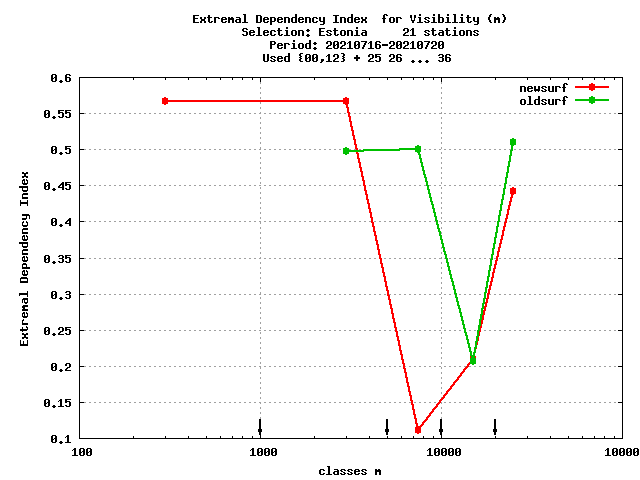 Extremal Dependency Index  for Visibility (m)
Selection: Estonia     21 stations
Period: 20210716-20210720
Used {00,12} + 25 26 ... 36
newsurf
oldsurf
0.6
0.55
0.5
0.45
0.4
0.35
0.3
0.25
0.2
0.15
0.1
Extremal Dependency Index
100 1000 10000 10000
classes m